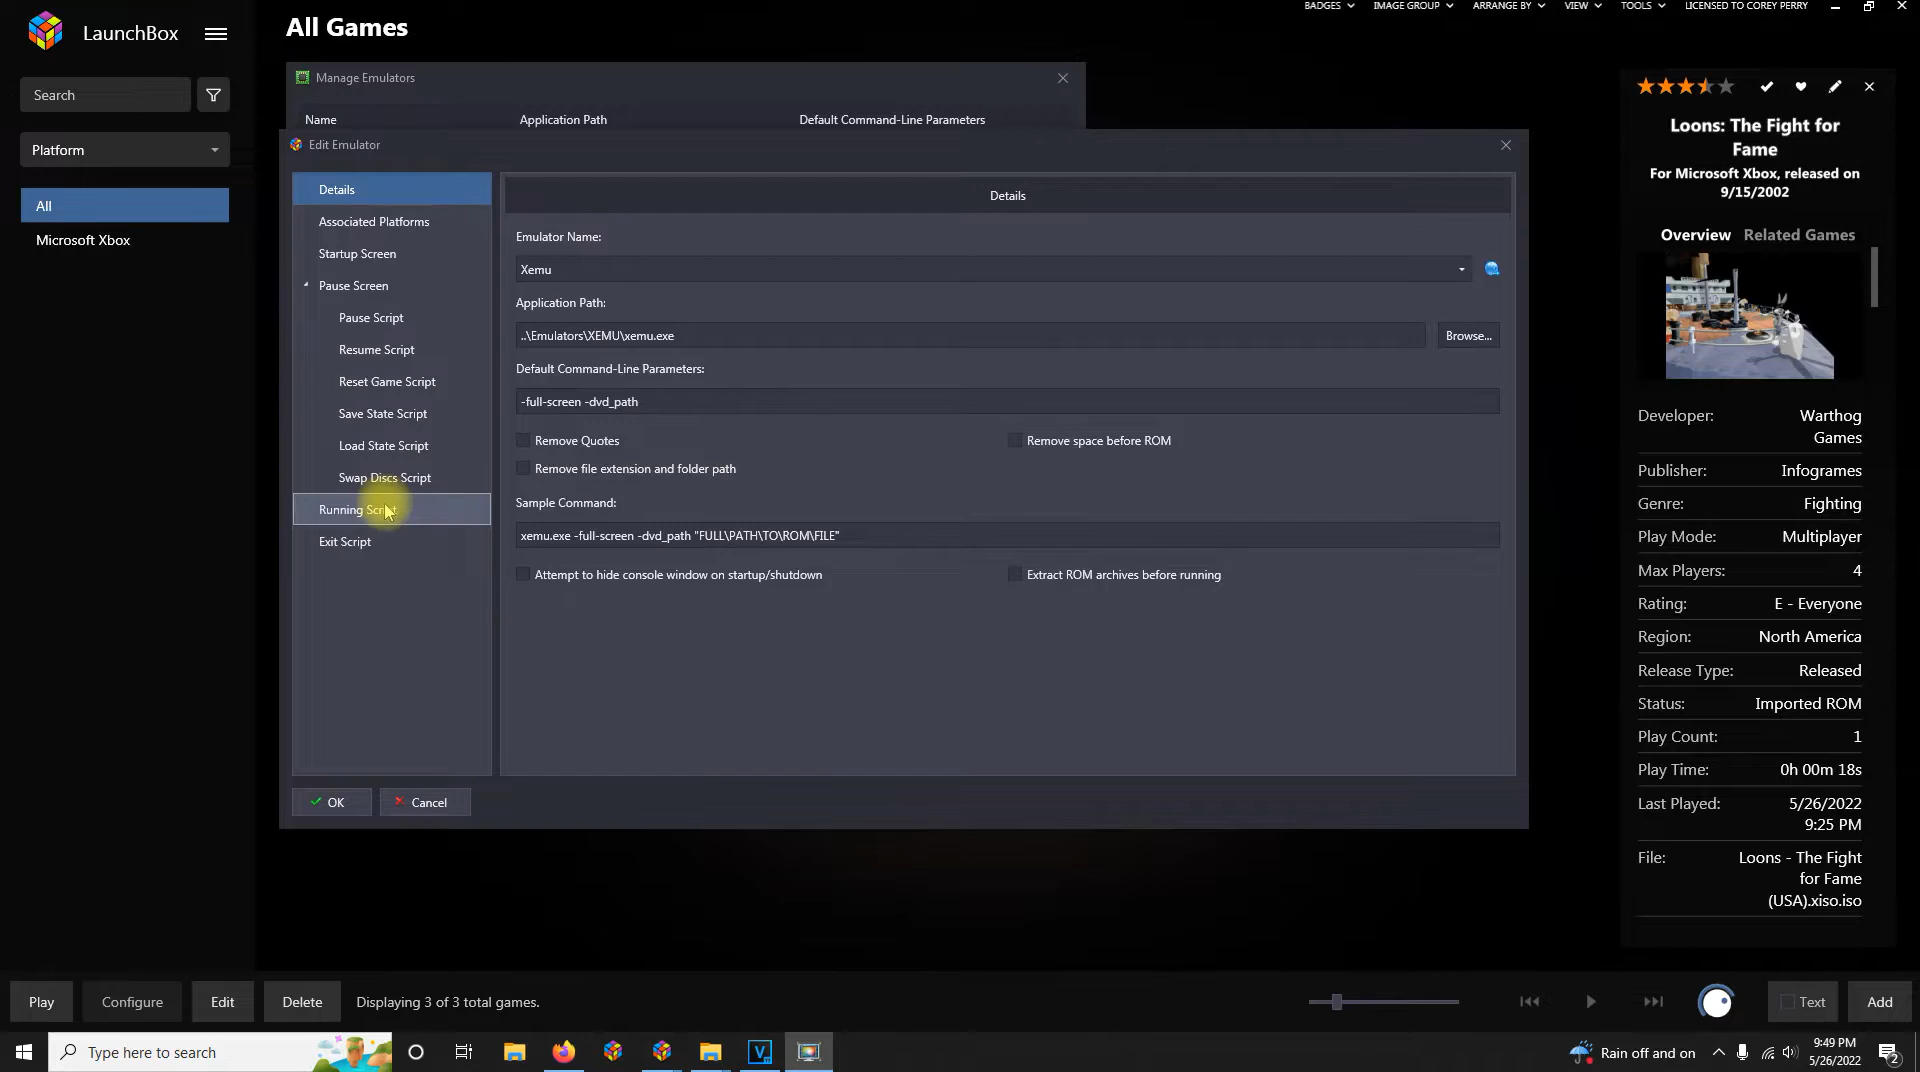 LaunchBox
All Games
BADGES
IMAGE GROUP
ARRANGE BY
VIEW
TOOLS
LICENSED TO COREY PERRY
Search
Platform
All
Microsoft Xbox
Manage Emulators
Name
Application Path
Default Command-Line Parameters
Edit Emulator
Details
Associated Platforms
Startup Screen
Pause Screen
Pause Script
Resume Script
Reset Game Script
Save State Script
Load State Script
Swap Discs Script
Running Script
Exit Script
Details
Emulator Name:
Xemu
Application Path:
..\Emulators\XEMU\xemu.exe
Browse...
Default Command-Line Parameters:
-full-screen -dvd_path
Remove Quotes
Remove space before ROM
Remove file extension and folder path
Sample Command:
xemu.exe -full-screen -dvd_path "FULL\PATH\TO\ROM\FILE"
Attempt to hide console window on startup/shutdown
Extract ROM archives before running
OK
Cancel
Loons: The Fight for
Fame
For Microsoft Xbox, released on
9/15/2002
Overview
Related Games
Developer:
Warthog
Games
Publisher:
Infogrames
Genre:
Fighting
Play Mode:
Multiplayer
Max Players:
4
Rating:
E - Everyone
Region:
North America
Release Type:
Released
Status:
Imported ROM
Play Count:
1
Play Time:
0h 00m 18s
Last Played:
5/26/2022
9:25 PM
File:
Loons - The Fight
for Fame
(USA).xiso.iso
Play
Configure
Edit
Delete
Displaying 3 of 3 total games.
Text
Add
Type here to search
Rain off and on
9:49 PM
5/26/2022
2